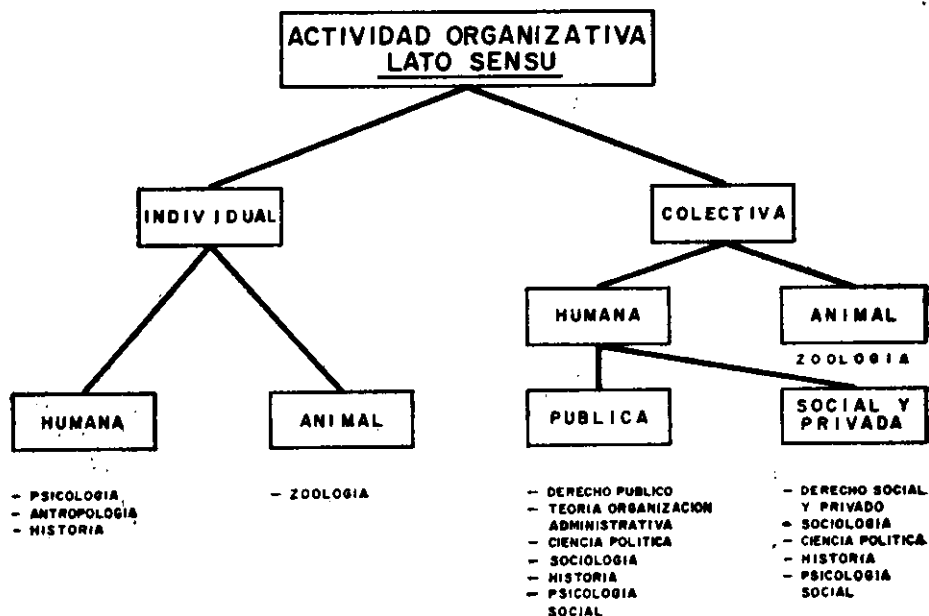 ACTIVIDAD ORGANIZATIVA
LATO SENSU
INDIVIDUAL
COLECTIVA
HUMANA
ANIMAL
ZOOLOGIA
HUMANA
ANIMAL
PUBLICA
SOCIAL Y
PRIVADA
- PSICOLOGIA
- ANTROPOLOGIA
- HISTORIA
- ZOOLOGIA
- DERECHO PUBLICO
- TEORIA ORGANIZACION
ADMINISTRATIVA
- CIENCIA POLITICA
- SOCIOLOGIA
- HISTORIA
- PSICOLOGIA
SOCIAL
- DERECHO SOCIAL
Y PRIVADO
- SOCIOLOGIA
- CIENCIA POLITICA
- HISTORIA
- PSICOLOGIA
SOCIAL